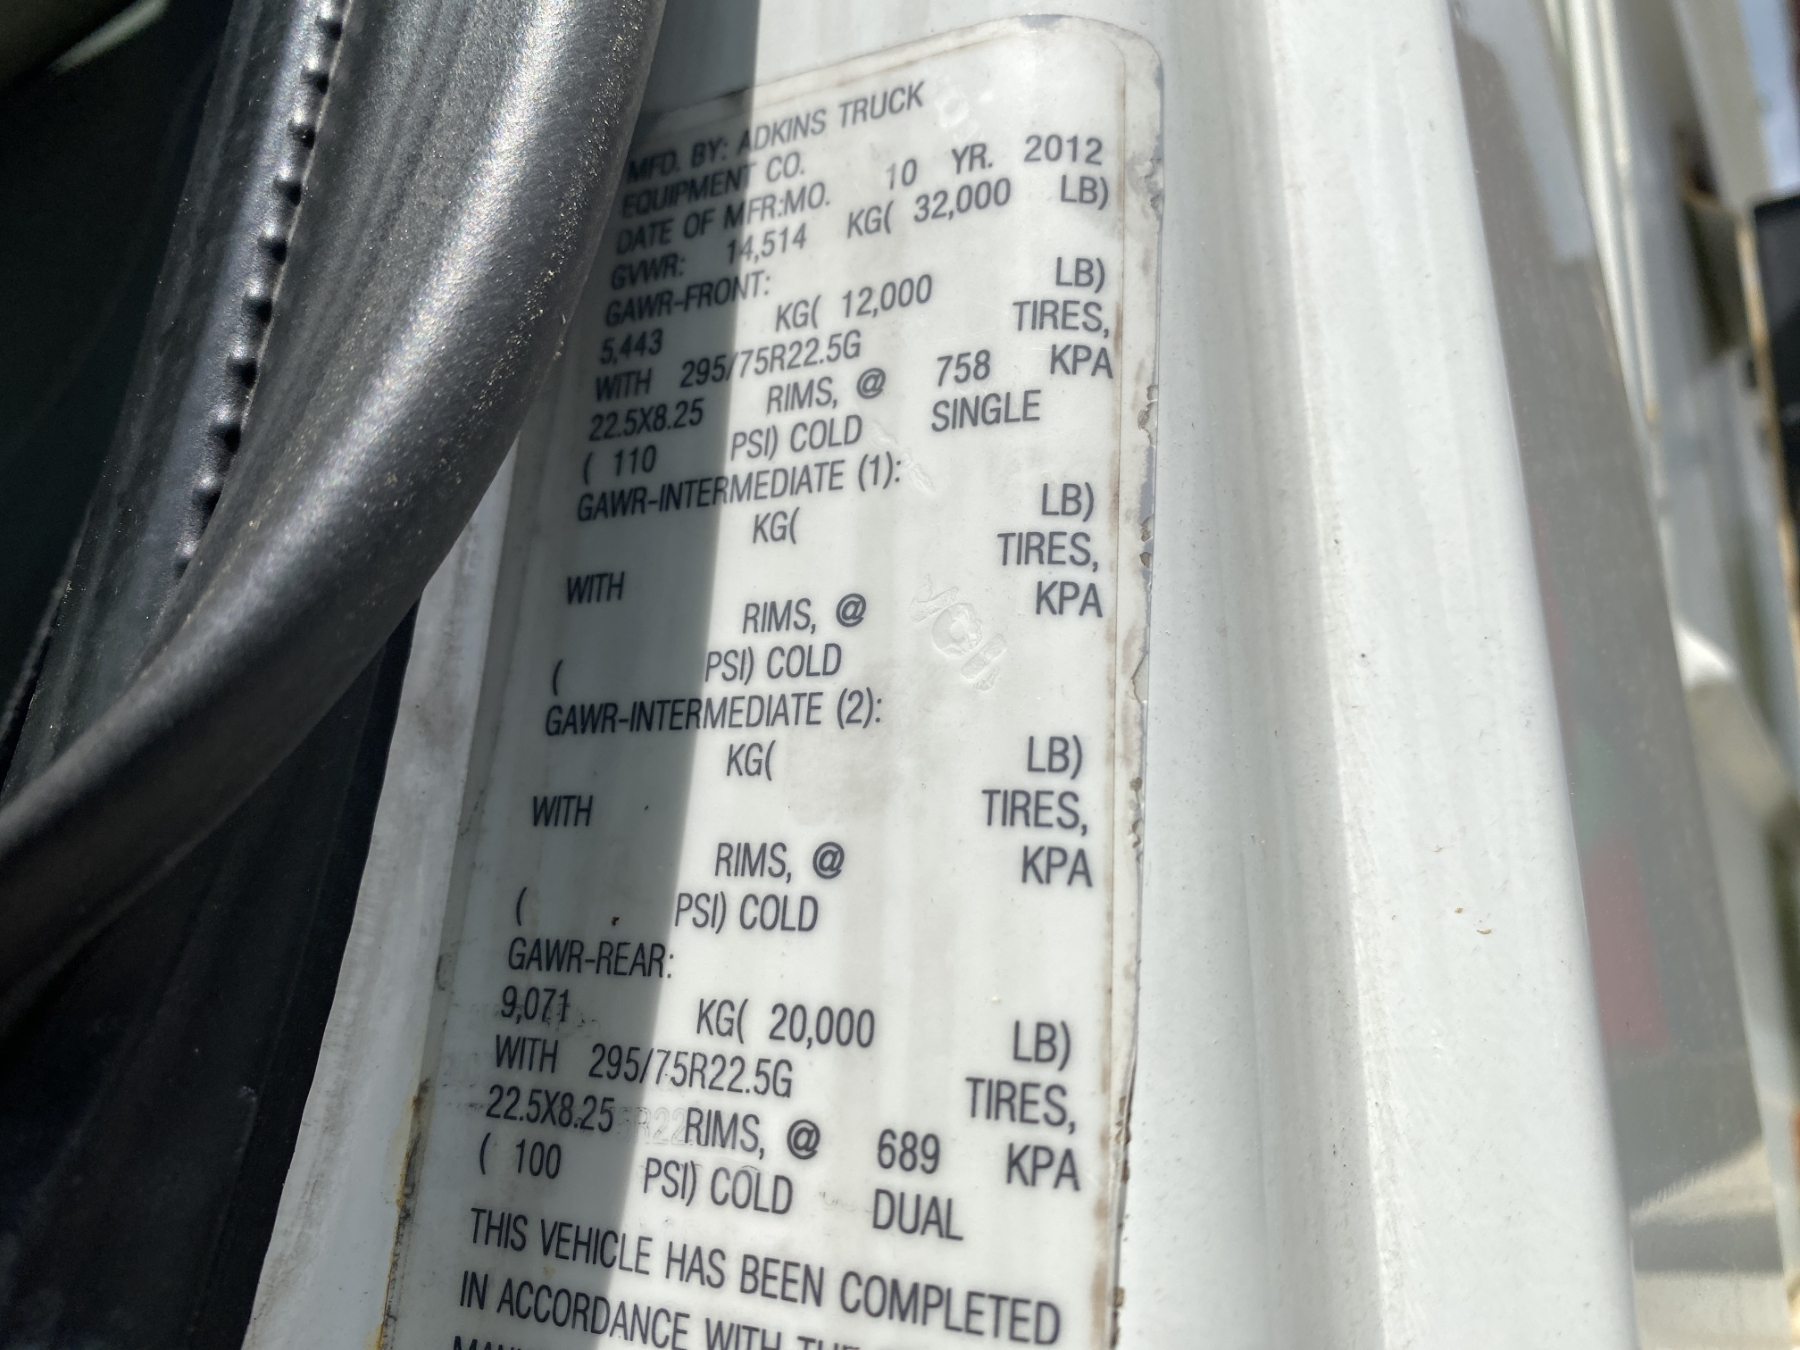 MFD. BY: ADKINS TRUCK
EQUIPMENT CO.
DATE OF MFR:MO. 10 YR. 2012
GVWR: 14,514 KG( 32,000 LB)
GAWR-FRONT:
5,443 KG( 12,000 LB)
WITH 295/75R22.5G TIRES,
22.5X8.25 RIMS, @ 758 KPA
( 110 PSI) COLD SINGLE
GAWR-INTERMEDIATE (1):
KG( LB)
WITH TIRES,
RIMS, @ KPA
( PSI) COLD
GAWR-INTERMEDIATE (2):
KG( LB)
WITH TIRES,
RIMS, @ KPA
( PSI) COLD
GAWR-REAR:
9,071 KG( 20,000 LB)
WITH 295/75R22.5G TIRES,
22.5X8.25 RIMS, @ 689 KPA
( 100 PSI) COLD DUAL
THIS VEHICLE HAS BEEN COMPLETED
IN ACCORDANCE WITH THE